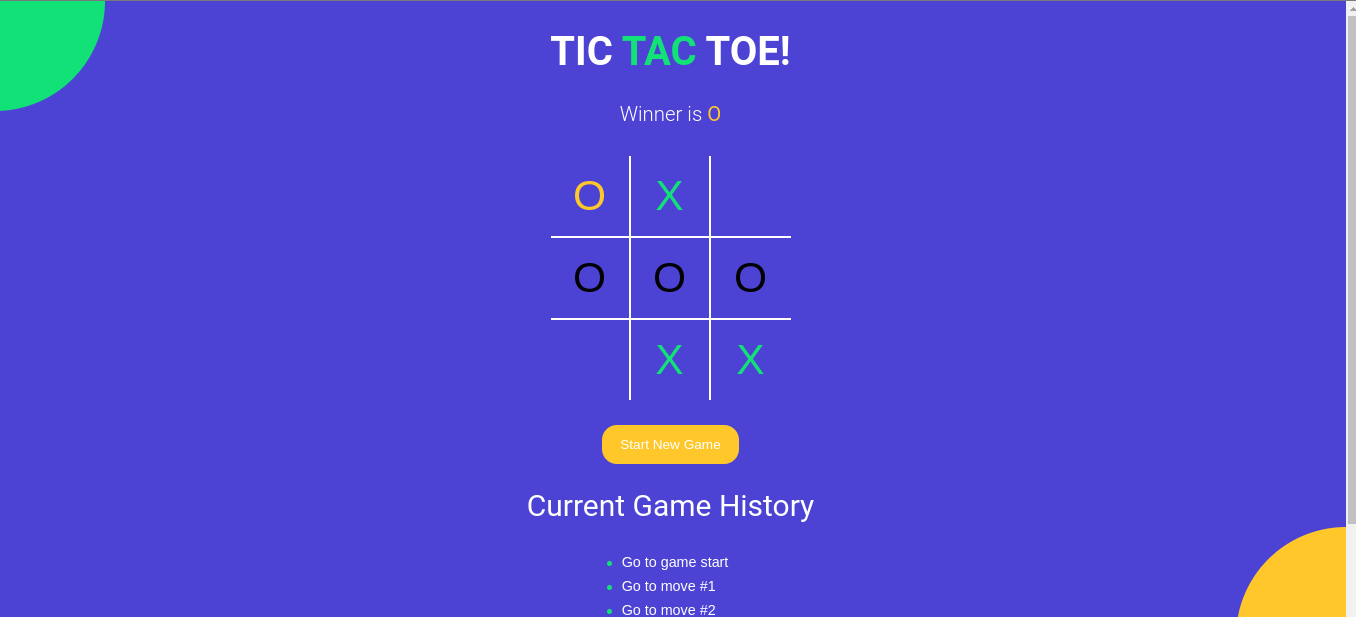 TIC TAC TOE!
Winner is O
O X
O O O
X X
Start New Game
Current Game History
Go to game start
Go to move #1
Go to move #2